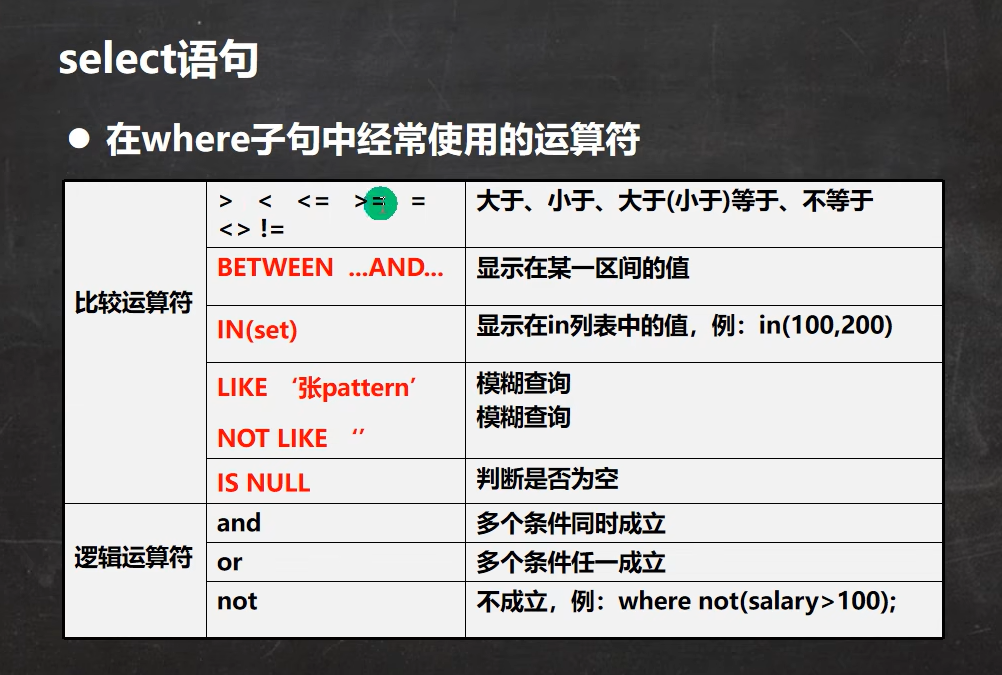 select语句
● 在where子句中经常使用的运算符
比较运算符
> < <= >= =
<> !=
大于、小于、大于(小于)等于、不等于
BETWEEN ...AND...
显示在某一区间的值
IN(set)
显示在in列表中的值，例：in(100,200)
LIKE ‘张pattern’
NOT LIKE ‘’
模糊查询
模糊查询
IS NULL
判断是否为空
逻辑运算符
and
多个条件同时成立
or
多个条件任一成立
not
不成立，例：where not(salary>100);